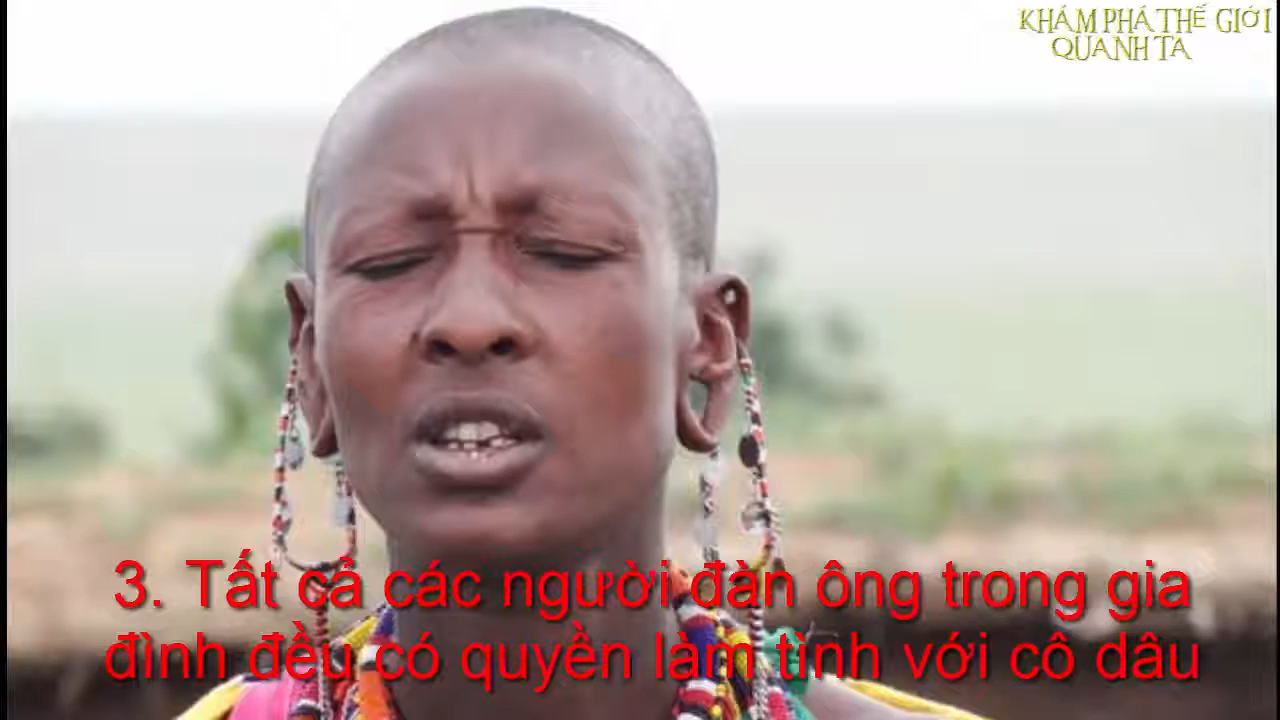 KHÁM PHÁ THẾ GIỚI
QUANH TA
3. Tất cả các người đàn ông trong gia
đình đều có quyền làm tình với cô dâu